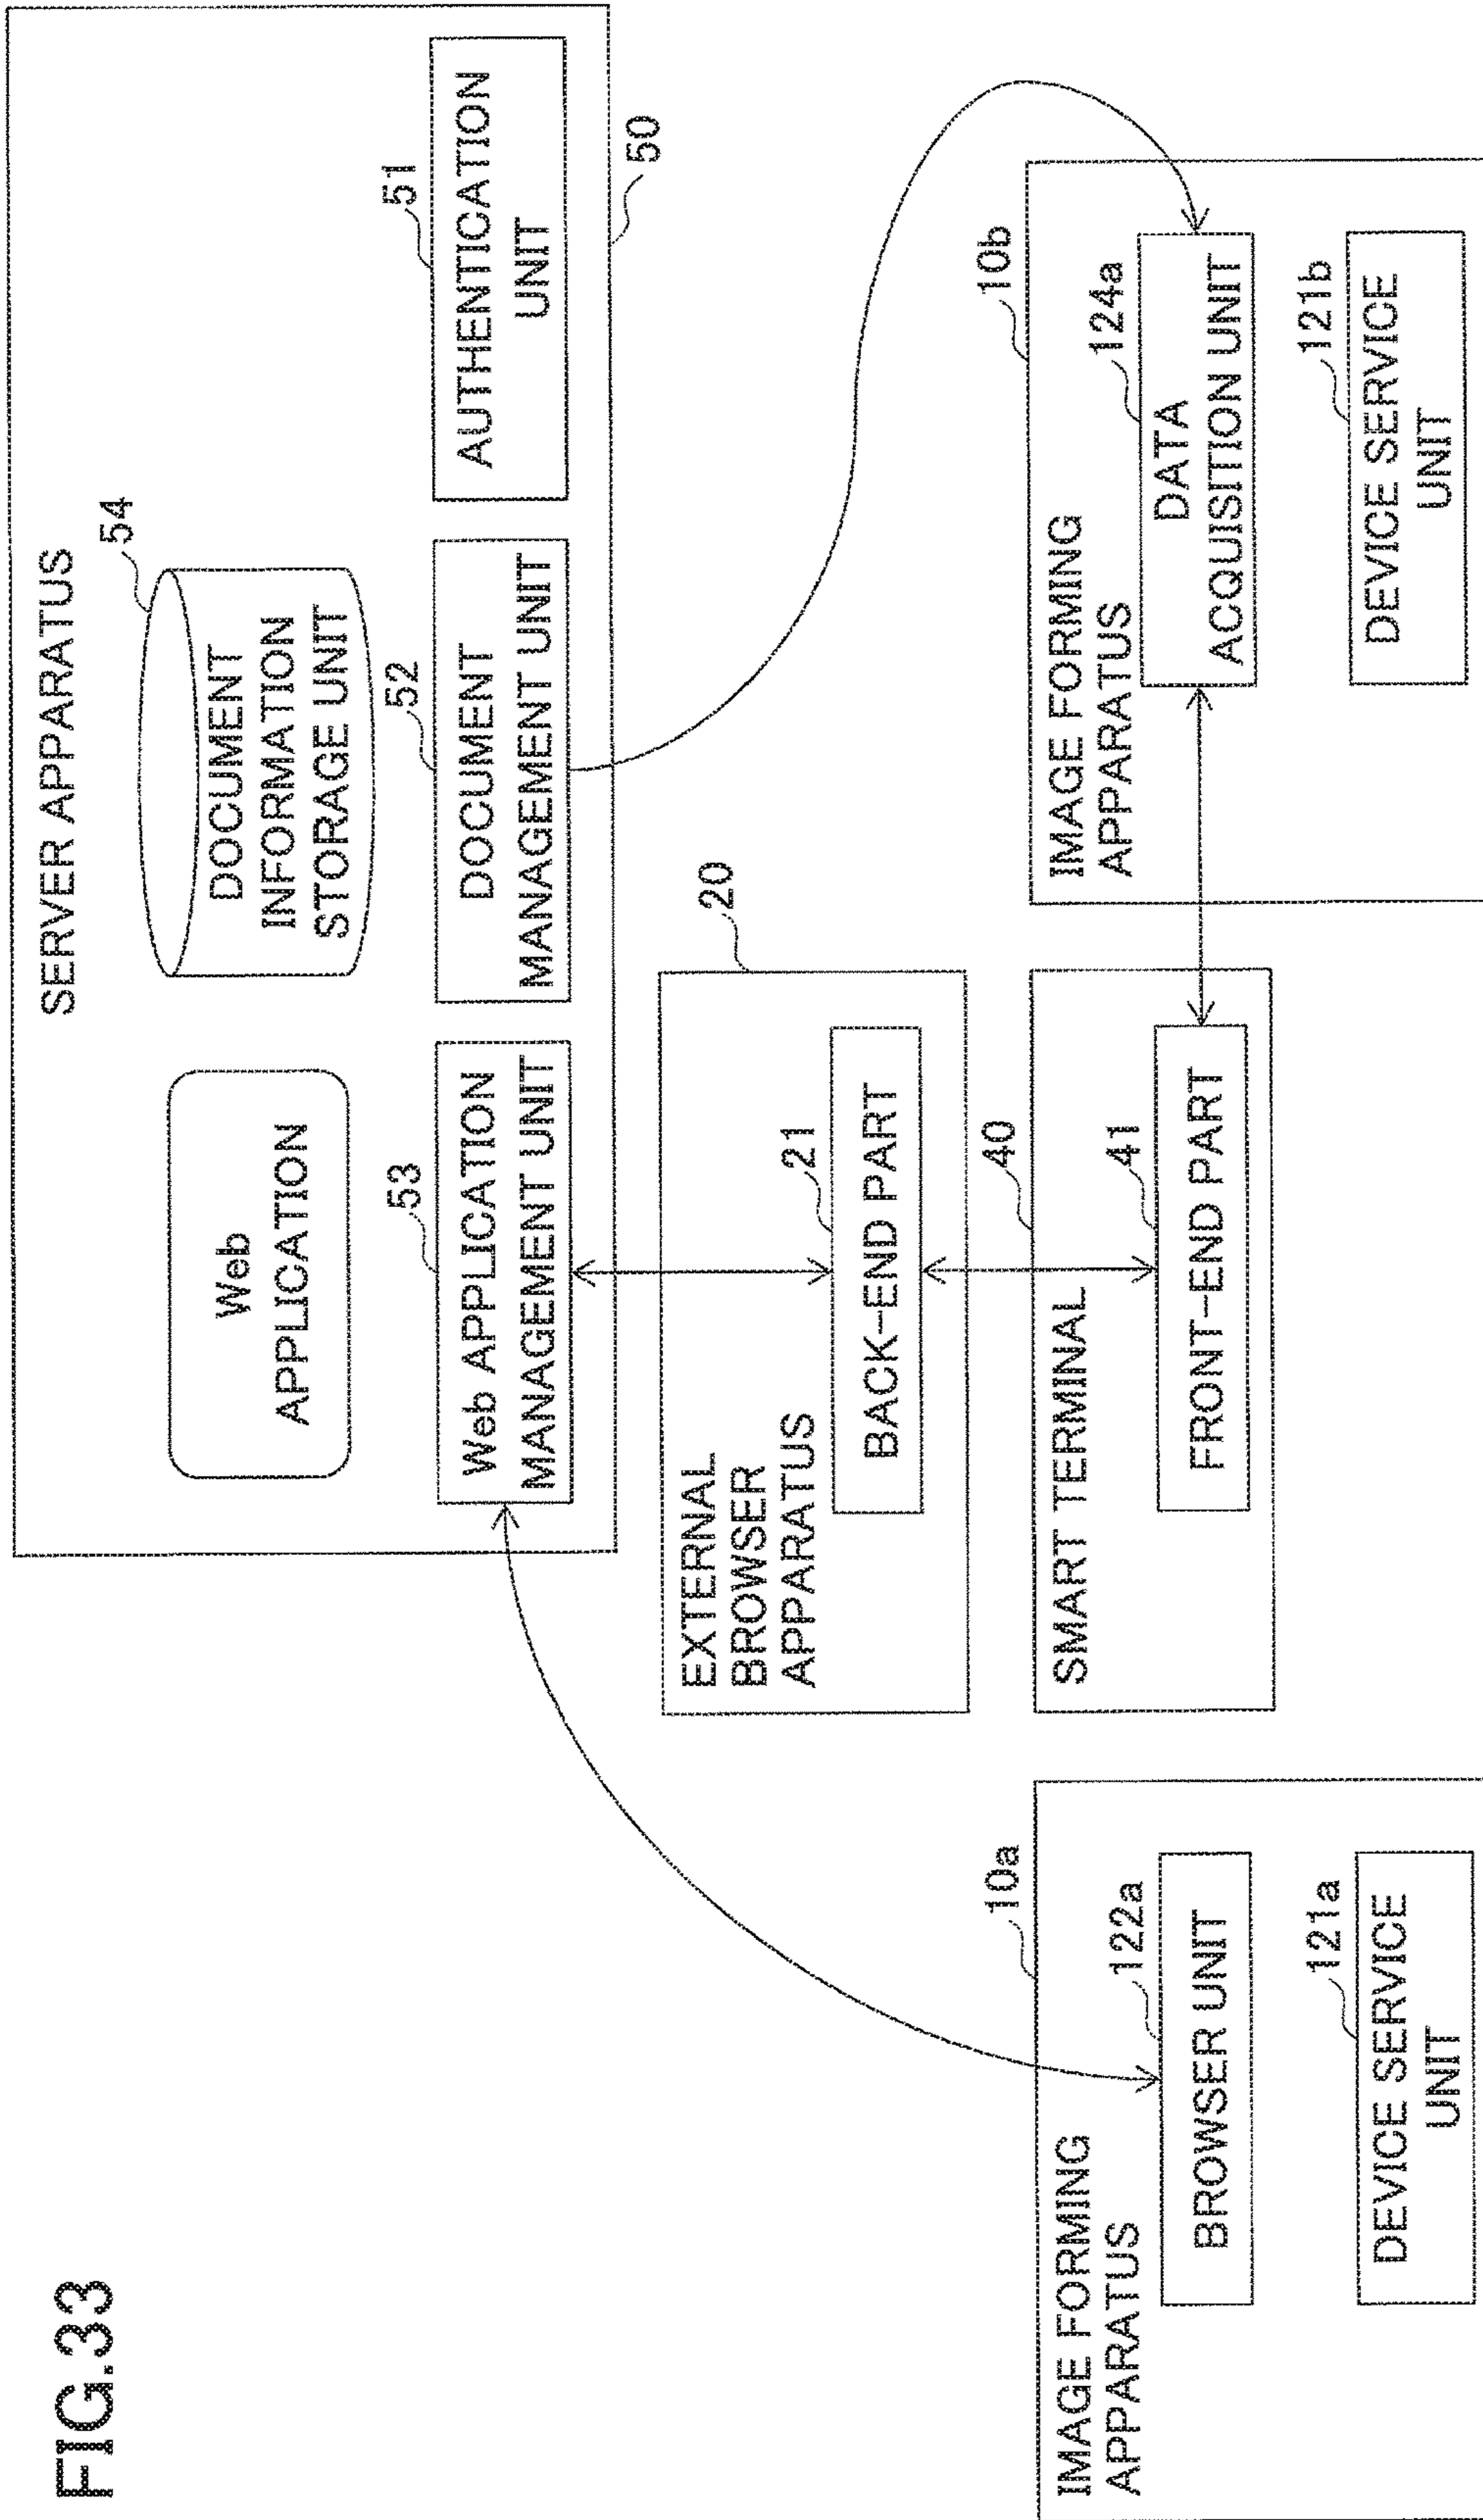 FIG.33
SERVER APPARATUS
Web
APPLICATION
DOCUMENT
INFORMATION
STORAGE UNIT
54
53
Web APPLICATION
MANAGEMENT UNIT
52
DOCUMENT
MANAGEMENT UNIT
51
AUTHENTICATION
UNIT
50
20
EXTERNAL
BROWSER
APPARATUS
21
BACK-END PART
40
SMART TERMINAL
41
FRONT-END PART
10a
IMAGE FORMING
APPARATUS
122a
BROWSER UNIT
121a
DEVICE SERVICE
UNIT
10b
IMAGE FORMING
APPARATUS
124a
DATA
ACQUISITION UNIT
121b
DEVICE SERVICE
UNIT